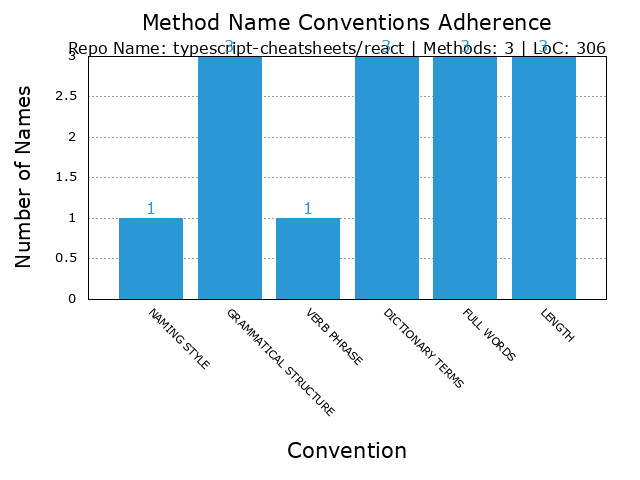 Method Name Conventions Adherence
Repo Name: typescript-cheatsheets/react | Methods: 3 | LoC: 306
Number of Names
3
2.5
2
1.5
1
0.5
0
1
3
1
3
3
3
NAMING STYLE
GRAMMATICAL STRUCTURE
VERB PHRASE
DICTIONARY TERMS
FULL WORDS
LENGTH
Convention